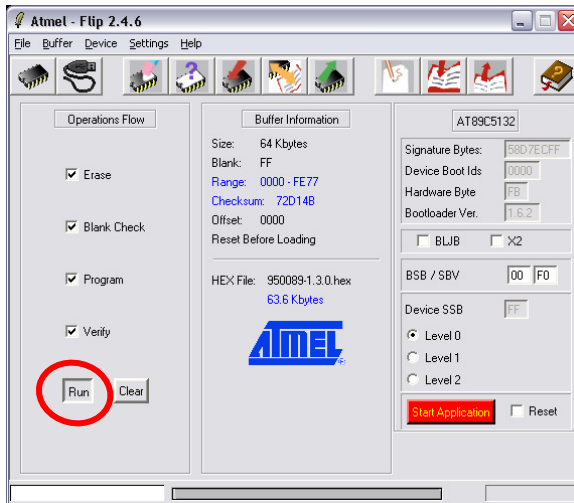 Atmel - Flip 2.4.6
File Buffer Device Settings Help
Operations Flow
Erase
Blank Check
Program
Verify
Run Clear
Buffer Information
Size: 64 Kbytes
Blank: FF
Range: 0000 - FE77
Checksum: 72D14B
Offset: 0000
Reset Before Loading
HEX File: 950089-1.3.0.hex
63.6 Kbytes
ATMEL
AT89C5132
Signature Bytes: 58D7ECFF
Device Boot Ids 0000
Hardware Byte FB
Bootloader Ver. 1.6.2
BLJB X2
BSB / SBV 00 F0
Device SSB FF
Level 0
Level 1
Level 2
Start Application Reset